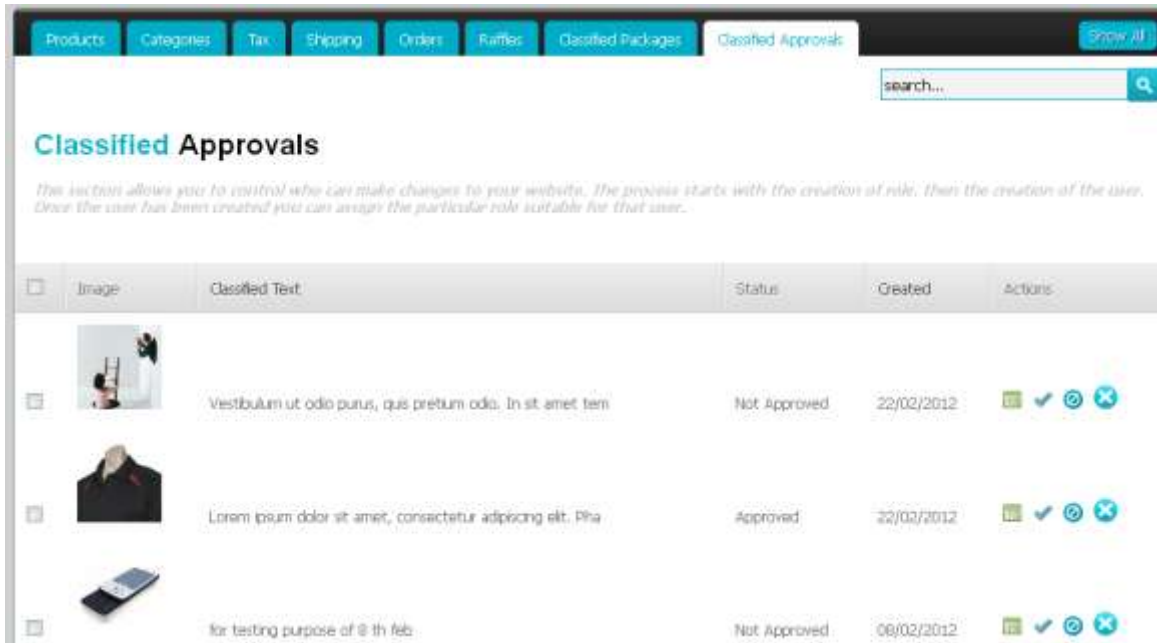 Products Categories Tax Shipping Orders Raffles Classified Packages Classified Approvals Show All
search...
Classified Approvals
This section allows you to control who can make changes to your website. The process starts with the creation of role, then the creation of the user.
Once the user has been created you can assign the particular role suitable for that user.
Image Classified Text Status Created Actions
Vestibulum ut odio purus, quis pretium odio. In sit amet tem Not Approved 22/02/2012
Lorem ipsum dolor sit amet, consectetur adipiscing elit. Pha Approved 22/02/2012
for testing purpose of 8 th feb Not Approved 08/02/2012